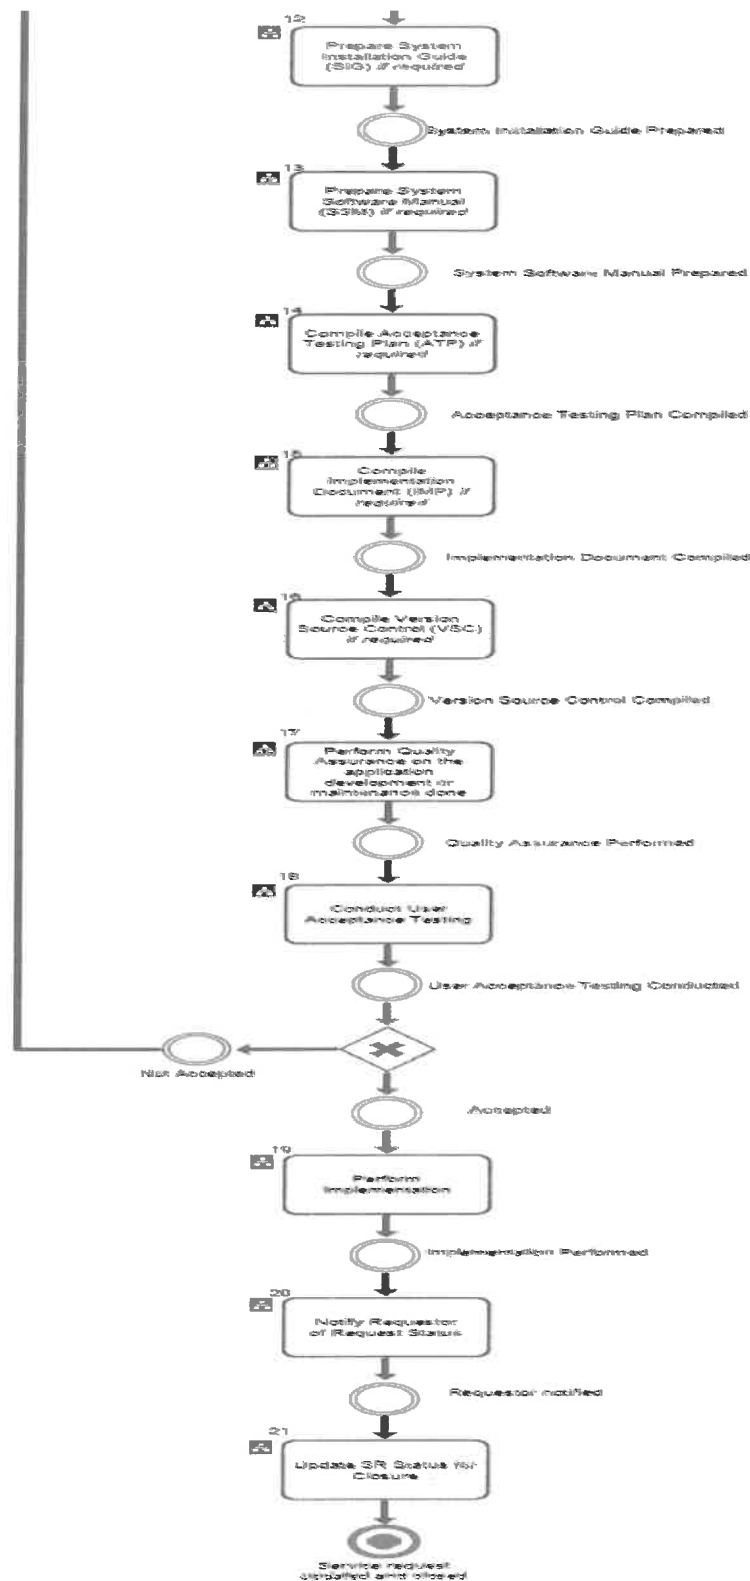 12
Prepare System
Installation Guide
(SIG) if required
System Installation Guide Prepared
13
Prepare System
Software Manual
(SSM) if required
System Software Manual Prepared
14
Compile Acceptance
Testing Plan (ATP) if
required
Acceptance Testing Plan Compiled
15
Compile
Implementation
Document (IMP) if
required
Implementation Document Compiled
16
Compile Version
Source Control (VSC)
if required
Version Source Control Compiled
17
Perform Quality
Assurance on the
application
development or
maintenance done
Quality Assurance Performed
18
Conduct User
Acceptance Testing
User Acceptance Testing Conducted
Not Accepted
Accepted
19
Perform
Implementation
Implementation Performed
20
Notify Requestor
of Request Status
Requestor notified
21
Update SR Status for
Closure
Service request
updated and closed